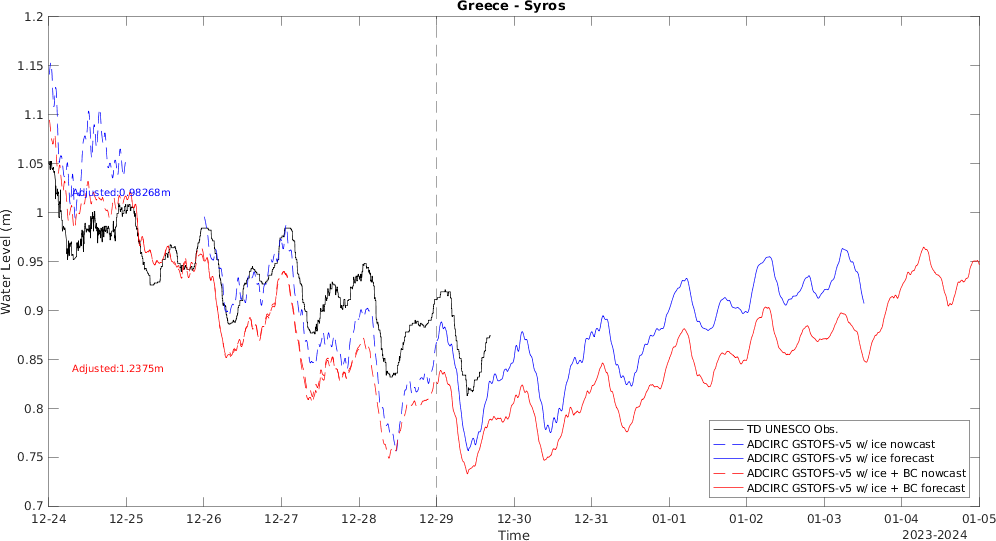 Greece - Syros
1.2
1.15
1.1
1.05
1
0.95
0.9
0.85
0.8
0.75
0.7
Water Level (m)
Adjusted:0.98268m
Adjusted:1.2375m
TD UNESCO Obs.
ADCIRC GSTOFS-v5 w/ ice nowcast
ADCIRC GSTOFS-v5 w/ ice forecast
ADCIRC GSTOFS-v5 w/ ice + BC nowcast
ADCIRC GSTOFS-v5 w/ ice + BC forecast
12-24 12-25 12-26 12-27 12-28 12-29 12-30 12-31 01-01 01-02 01-03 01-04 01-05
Time
2023-2024